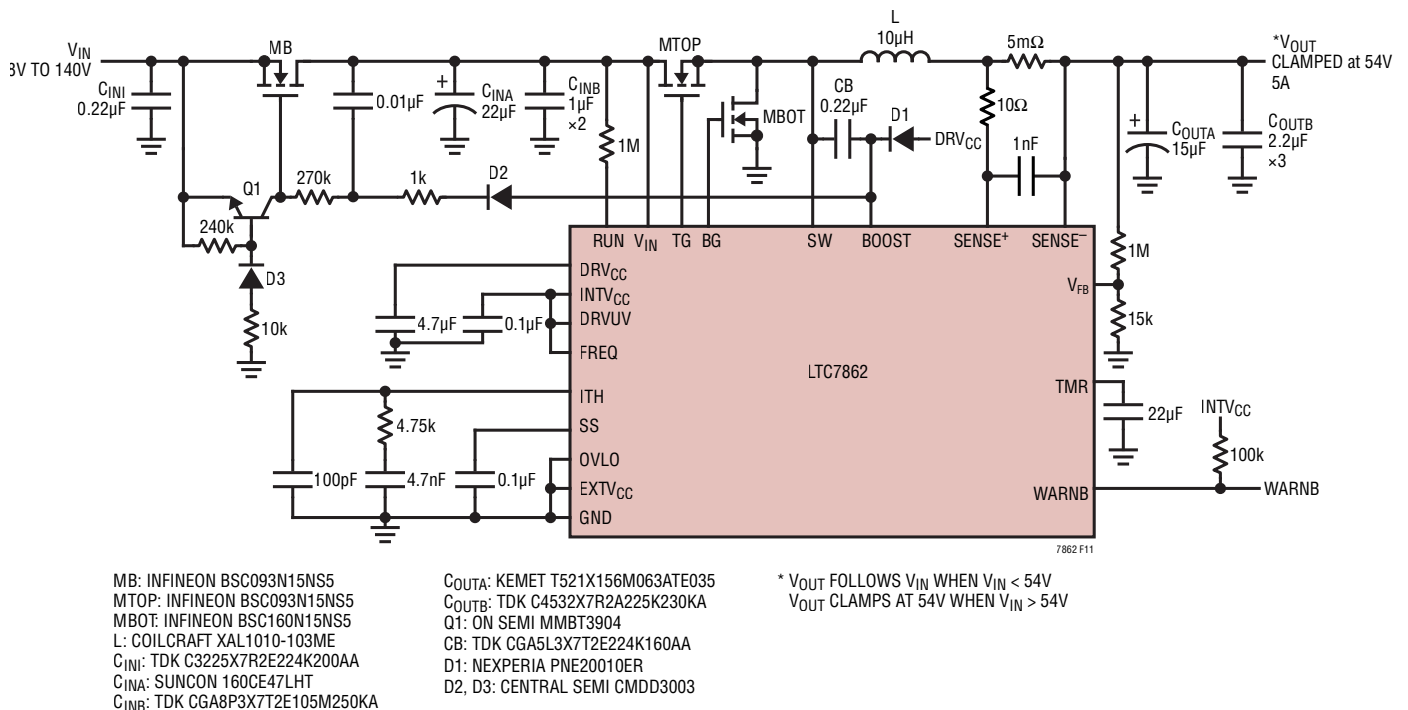 VIN
8V TO 140V
CINI
0.22µF
MB
0.01µF
+
CINA
22µF
CINB
1µF
×2
1M
MTOP
MBOT
CB
0.22µF
D1
DRVCC
L
10µH
5mΩ
10Ω
1nF
*VOUT
CLAMPED at 54V
5A
+
COUTA
15µF
COUTB
2.2µF
×3
Q1
270k
1k
D2
240k
D3
10k
RUN
VIN
TG
BG
SW
BOOST
SENSE+
SENSE–
DRVCC
INTVCC
DRVUV
FREQ
4.7µF
0.1µF
ITH
SS
OVLO
EXTVCC
GND
4.75k
100pF
4.7nF
0.1µF
LTC7862
VFB
1M
15k
TMR
22µF
INTVCC
100k
WARNB
WARNB
7862 F11
MB: INFINEON BSC093N15NS5
MTOP: INFINEON BSC093N15NS5
MBOT: INFINEON BSC160N15NS5
L: COILCRAFT XAL1010-103ME
CINI: TDK C3225X7R2E224K200AA
CINA: SUNCON 160CE47LHT
CINB: TDK CGA8P3X7T2E105M250KA
COUTA: KEMET T521X156M063ATE035
COUTB: TDK C4532X7R2A225K230KA
Q1: ON SEMI MMBT3904
CB: TDK CGA5L3X7T2E224K160AA
D1: NEXPERIA PNE20010ER
D2, D3: CENTRAL SEMI CMDD3003
* VOUT FOLLOWS VIN WHEN VIN < 54V
VOUT CLAMPS AT 54V WHEN VIN > 54V